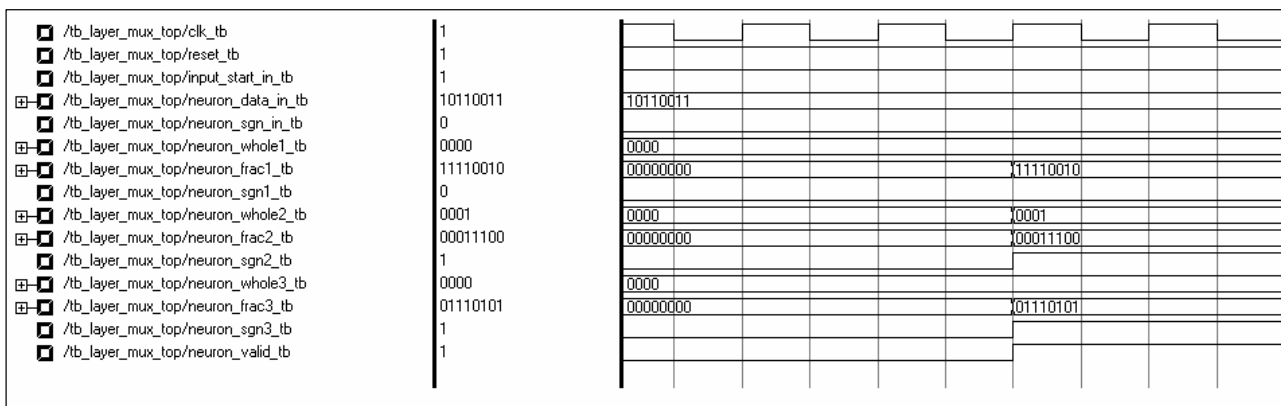 /tb_layer_mux_top/clk_tb 1
/tb_layer_mux_top/reset_tb 1
/tb_layer_mux_top/input_start_in_tb 1
/tb_layer_mux_top/neuron_data_in_tb 10110011 10110011
/tb_layer_mux_top/neuron_sgn_in_tb 0
/tb_layer_mux_top/neuron_whole1_tb 0000 0000
/tb_layer_mux_top/neuron_frac1_tb 11110010 00000000 11110010
/tb_layer_mux_top/neuron_sgn1_tb 0
/tb_layer_mux_top/neuron_whole2_tb 0001 0000 0001
/tb_layer_mux_top/neuron_frac2_tb 00011100 00000000 00011100
/tb_layer_mux_top/neuron_sgn2_tb 1
/tb_layer_mux_top/neuron_whole3_tb 0000 0000
/tb_layer_mux_top/neuron_frac3_tb 01110101 00000000 01110101
/tb_layer_mux_top/neuron_sgn3_tb 1
/tb_layer_mux_top/neuron_valid_tb 1